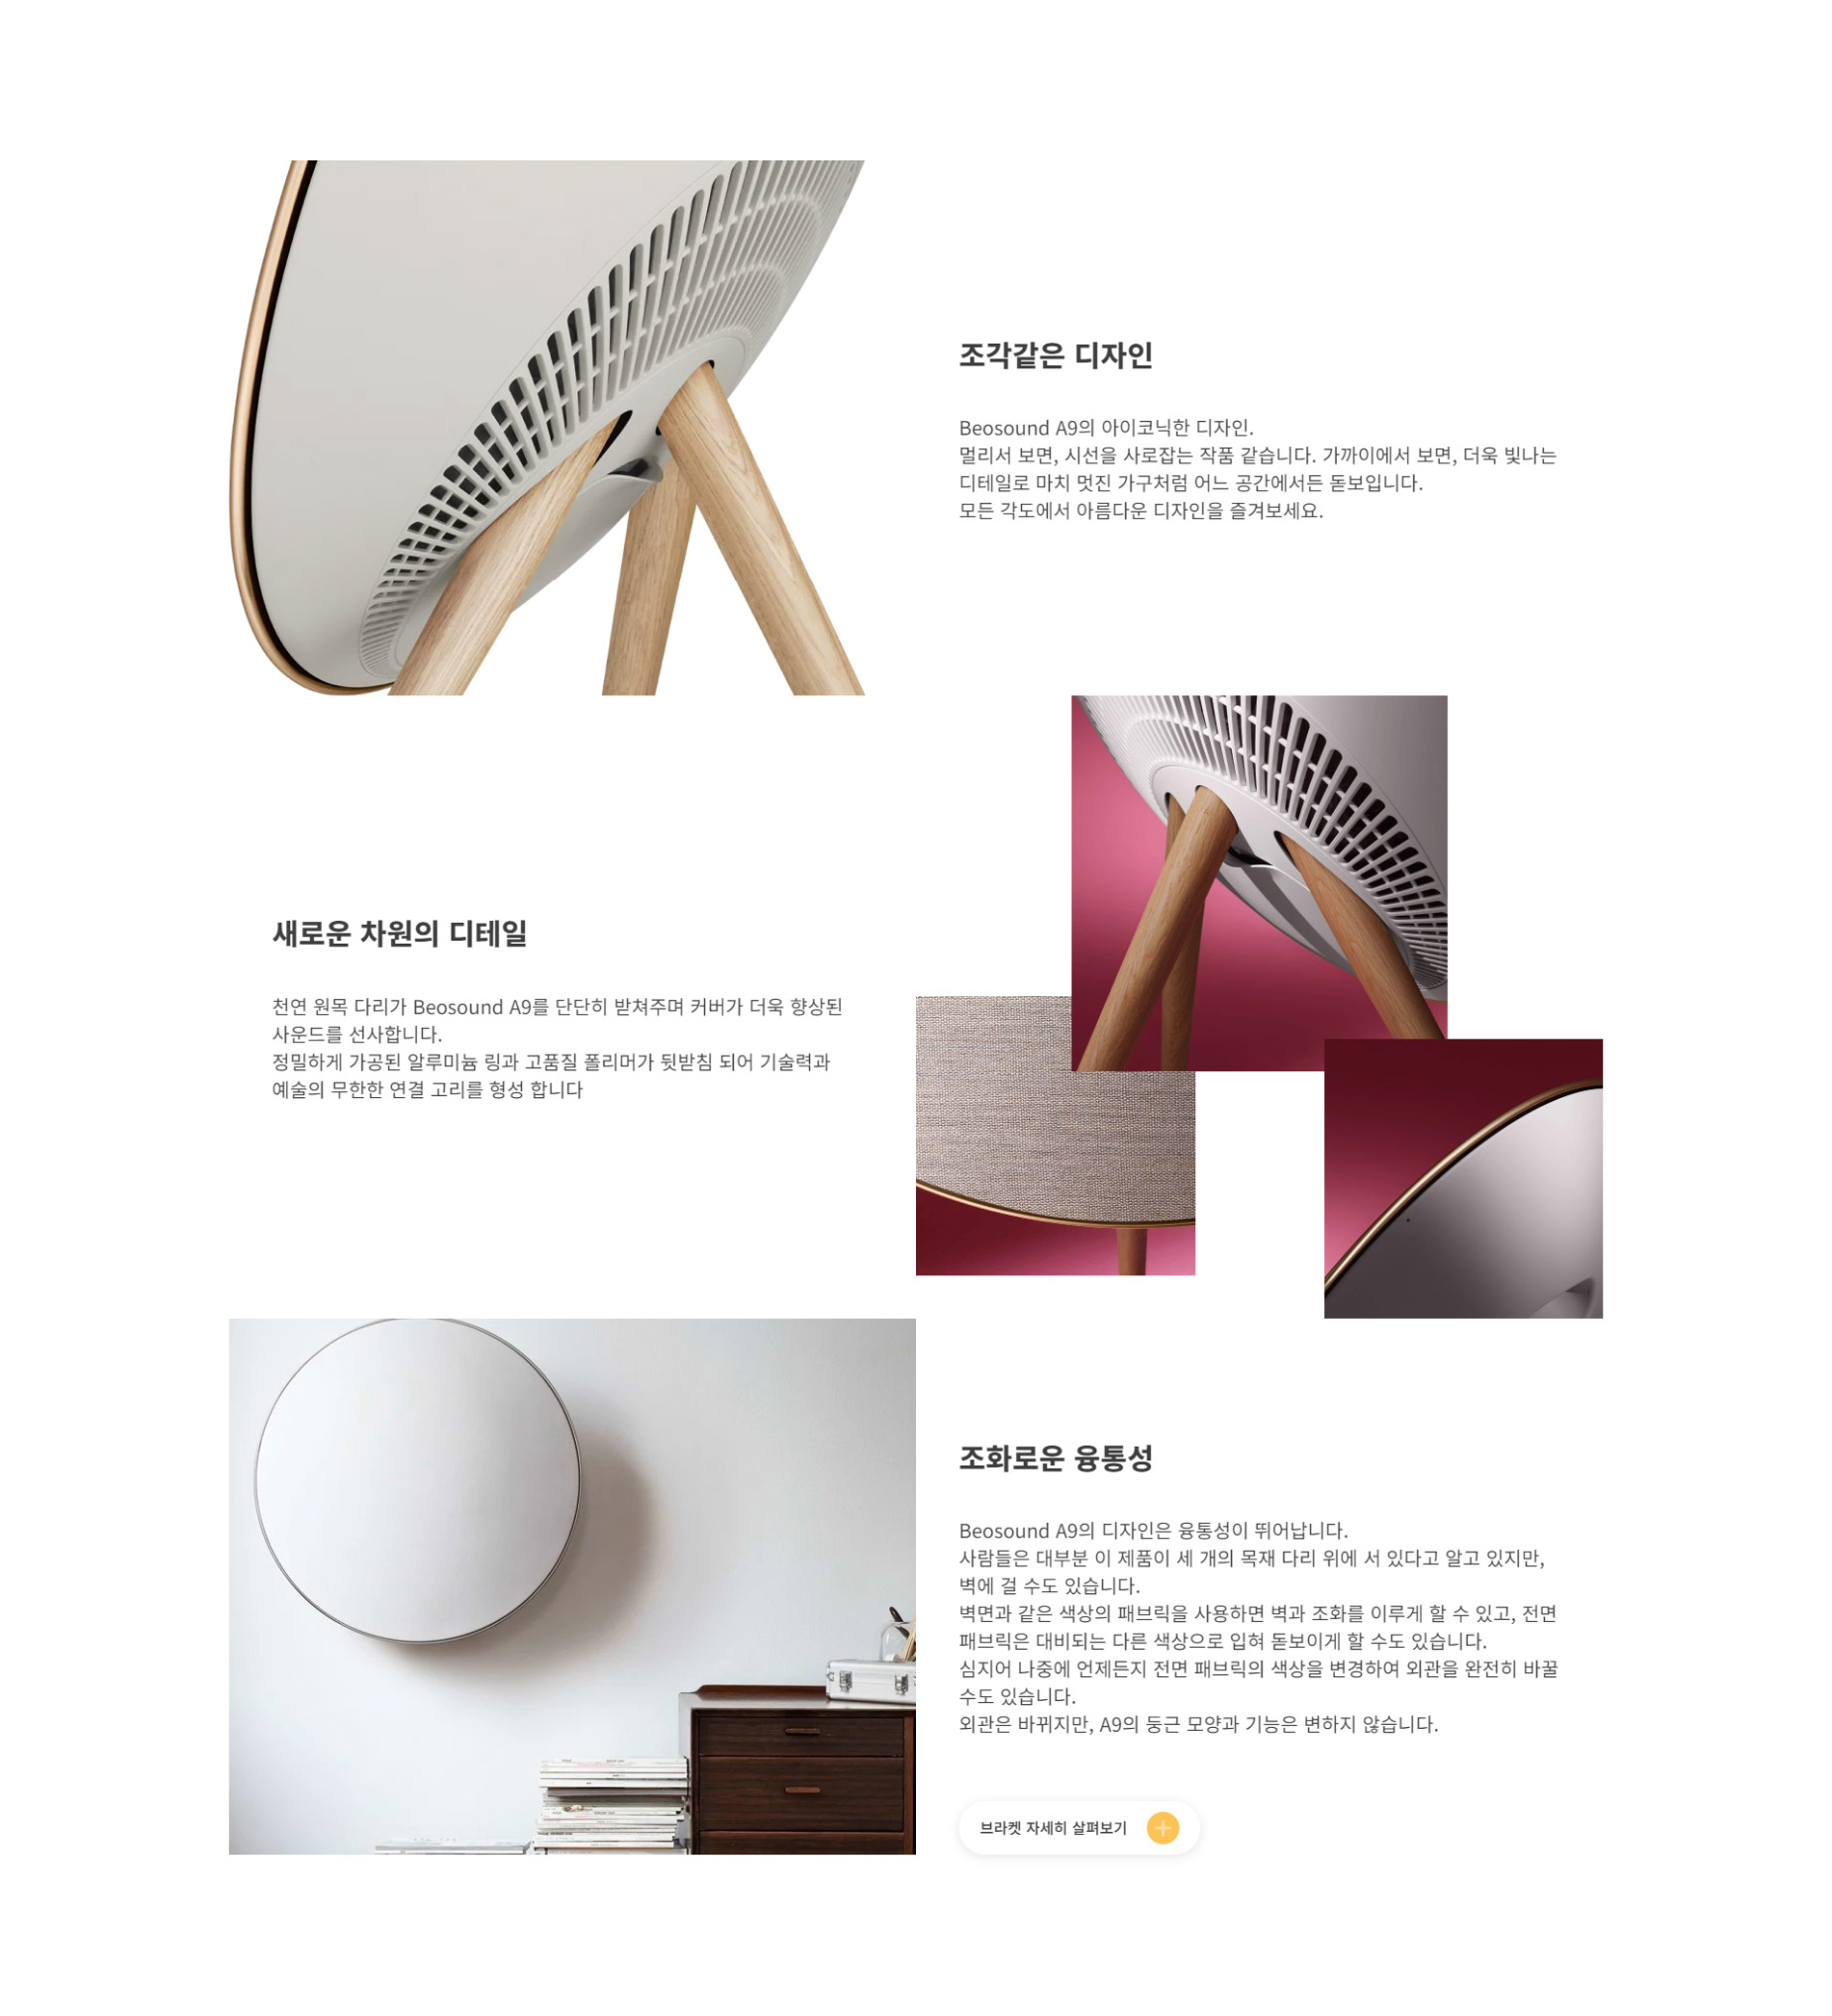 조각같은 디자인
Beosound A9의 아이코닉한 디자인.
멀리서 보면, 시선을 사로잡는 작품 같습니다. 가까이에서 보면, 더욱 빛나는
디테일로 마치 멋진 가구처럼 어느 공간에서든 돋보입니다.
모든 각도에서 아름다운 디자인을 즐겨보세요.
새로운 차원의 디테일
천연 원목 다리가 Beosound A9를 단단히 받쳐주며 커버가 더욱 향상된
사운드를 선사합니다.
정밀하게 가공된 알루미늄 링과 고품질 폴리머가 뒷받침 되어 기술력과
예술의 무한한 연결 고리를 형성 합니다
조화로운 융통성
Beosound A9의 디자인은 융통성이 뛰어납니다.
사람들은 대부분 이 제품이 세 개의 목재 다리 위에 서 있다고 알고 있지만,
벽에 걸 수도 있습니다.
벽면과 같은 색상의 패브릭을 사용하면 벽과 조화를 이루게 할 수 있고, 전면
패브릭은 대비되는 다른 색상으로 입혀 돋보이게 할 수도 있습니다.
심지어 나중에 언제든지 전면 패브릭의 색상을 변경하여 외관을 완전히 바꿀
수도 있습니다.
외관은 바뀌지만, A9의 둥근 모양과 기능은 변하지 않습니다.
브라켓 자세히 살펴보기